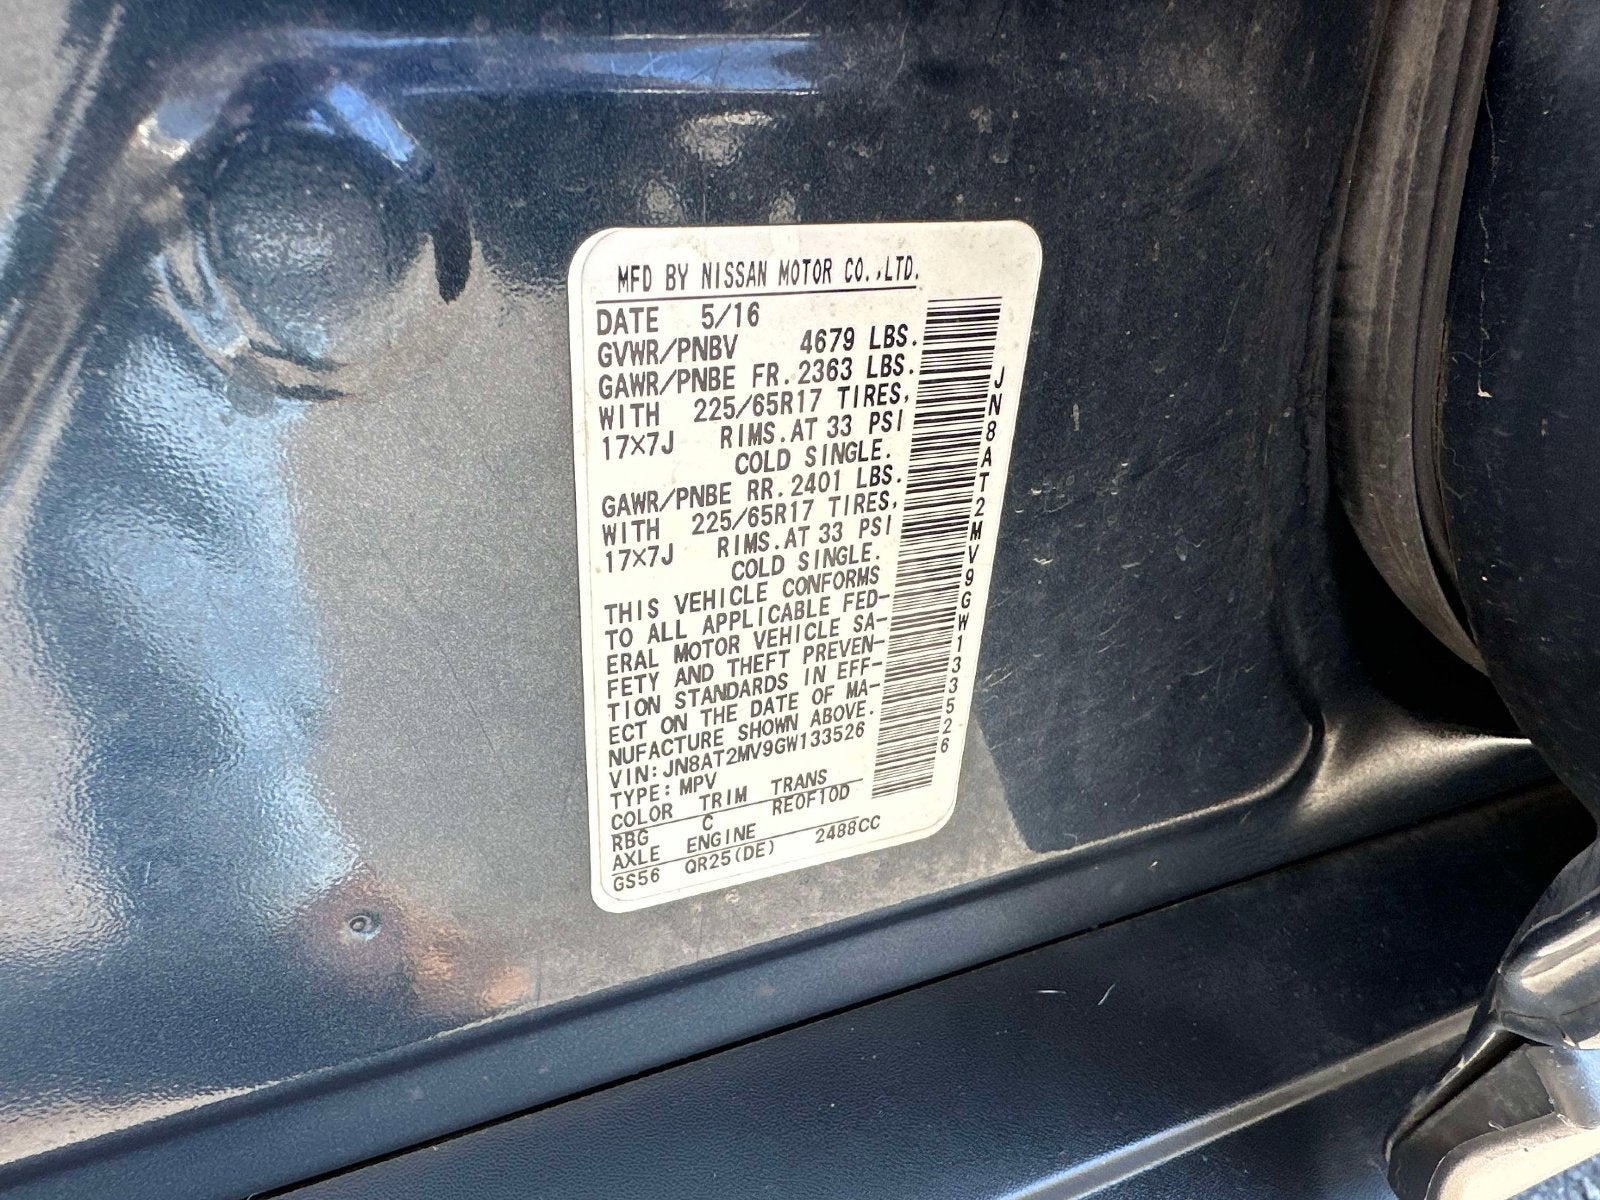 MFD BY NISSAN MOTOR CO.,LTD.
DATE 5/16
GVWR/PNBV 4679 LBS.
GAWR/PNBE FR. 2363 LBS.
WITH 225/65R17 TIRES,
17×7J RIMS. AT 33 PSI
COLD SINGLE.
GAWR/PNBE RR. 2401 LBS.
WITH 225/65R17 TIRES,
17×7J RIMS. AT 33 PSI
COLD SINGLE.
THIS VEHICLE CONFORMS
TO ALL APPLICABLE FED-
ERAL MOTOR VEHICLE SA-
FETY AND THEFT PREVEN-
TION STANDARDS IN EFF-
ECT ON THE DATE OF MA-
NUFACTURE SHOWN ABOVE.
VIN: JN8AT2MV9GW133526
TYPE: MPV
COLOR TRIM TRANS
RBG C RE0F10D
AXLE ENGINE
GS56 QR25(DE) 2488CC
JN8AT2MV9GW133526